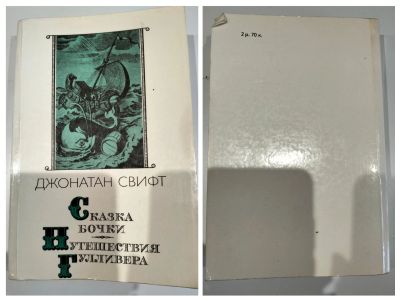 ДЖОНАТАН СВИФТ
СКАЗКА
БОЧКИ
ПУТЕШЕСТВИЯ
ГУЛЛИВЕРА
2 р. 70 к.